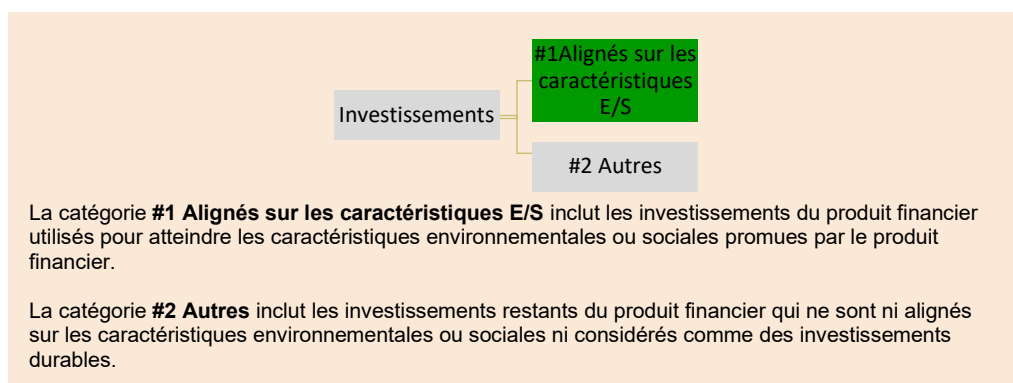 #1Alignés sur les
caractéristiques
E/S
Investissements
#2 Autres
La catégorie #1 Alignés sur les caractéristiques E/S inclut les investissements du produit financier
utilisés pour atteindre les caractéristiques environnementales ou sociales promues par le produit
financier.
La catégorie #2 Autres inclut les investissements restants du produit financier qui ne sont ni alignés
sur les caractéristiques environnementales ou sociales ni considérés comme des investissements
durables.